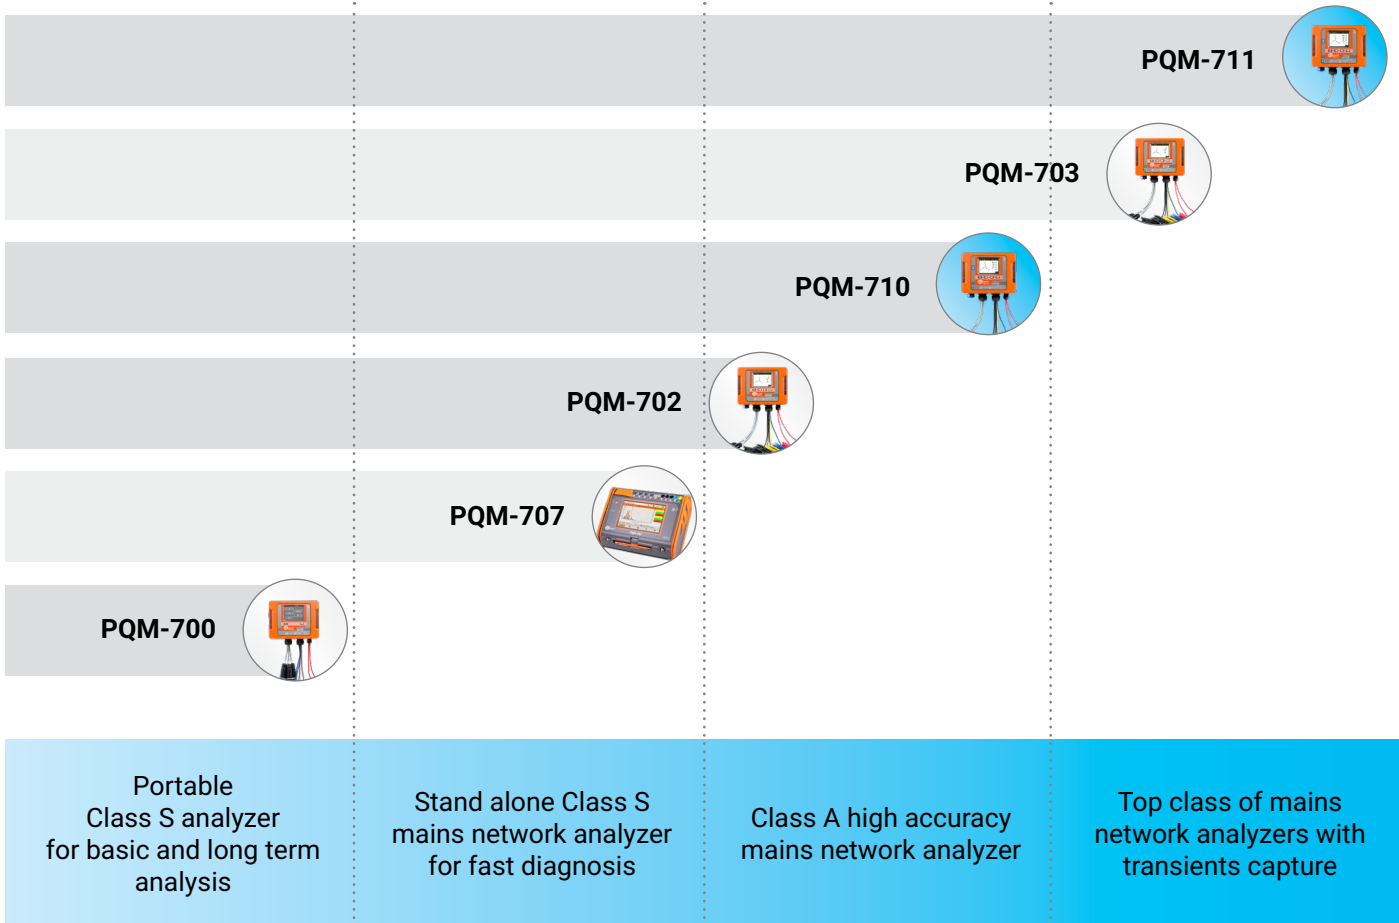 PQM-711
PQM-703
PQM-710
PQM-702
PQM-707
PQM-700
Portable
Class S analyzer
for basic and long term
analysis
Stand alone Class S
mains network analyzer
for fast diagnosis
Class A high accuracy
mains network analyzer
Top class of mains
network analyzers with
transients capture